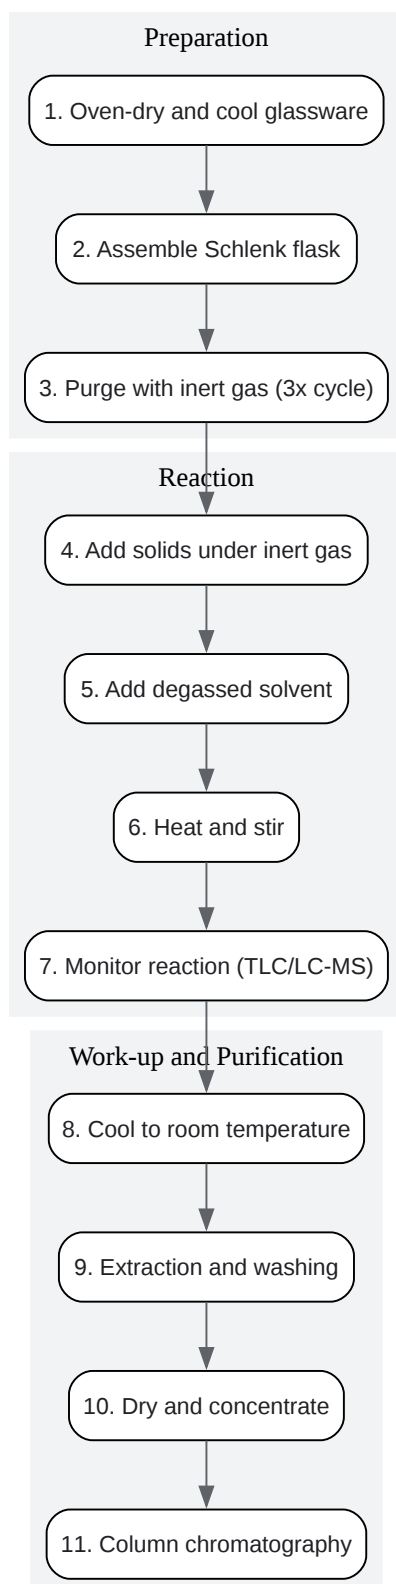 Preparation
1. Oven-dry and cool glassware
2. Assemble Schlenk flask
3. Purge with inert gas (3x cycle)
Reaction
4. Add solids under inert gas
5. Add degassed solvent
6. Heat and stir
7. Monitor reaction (TLC/LC-MS)
Work-up and Purification
8. Cool to room temperature
9. Extraction and washing
10. Dry and concentrate
11. Column chromatography